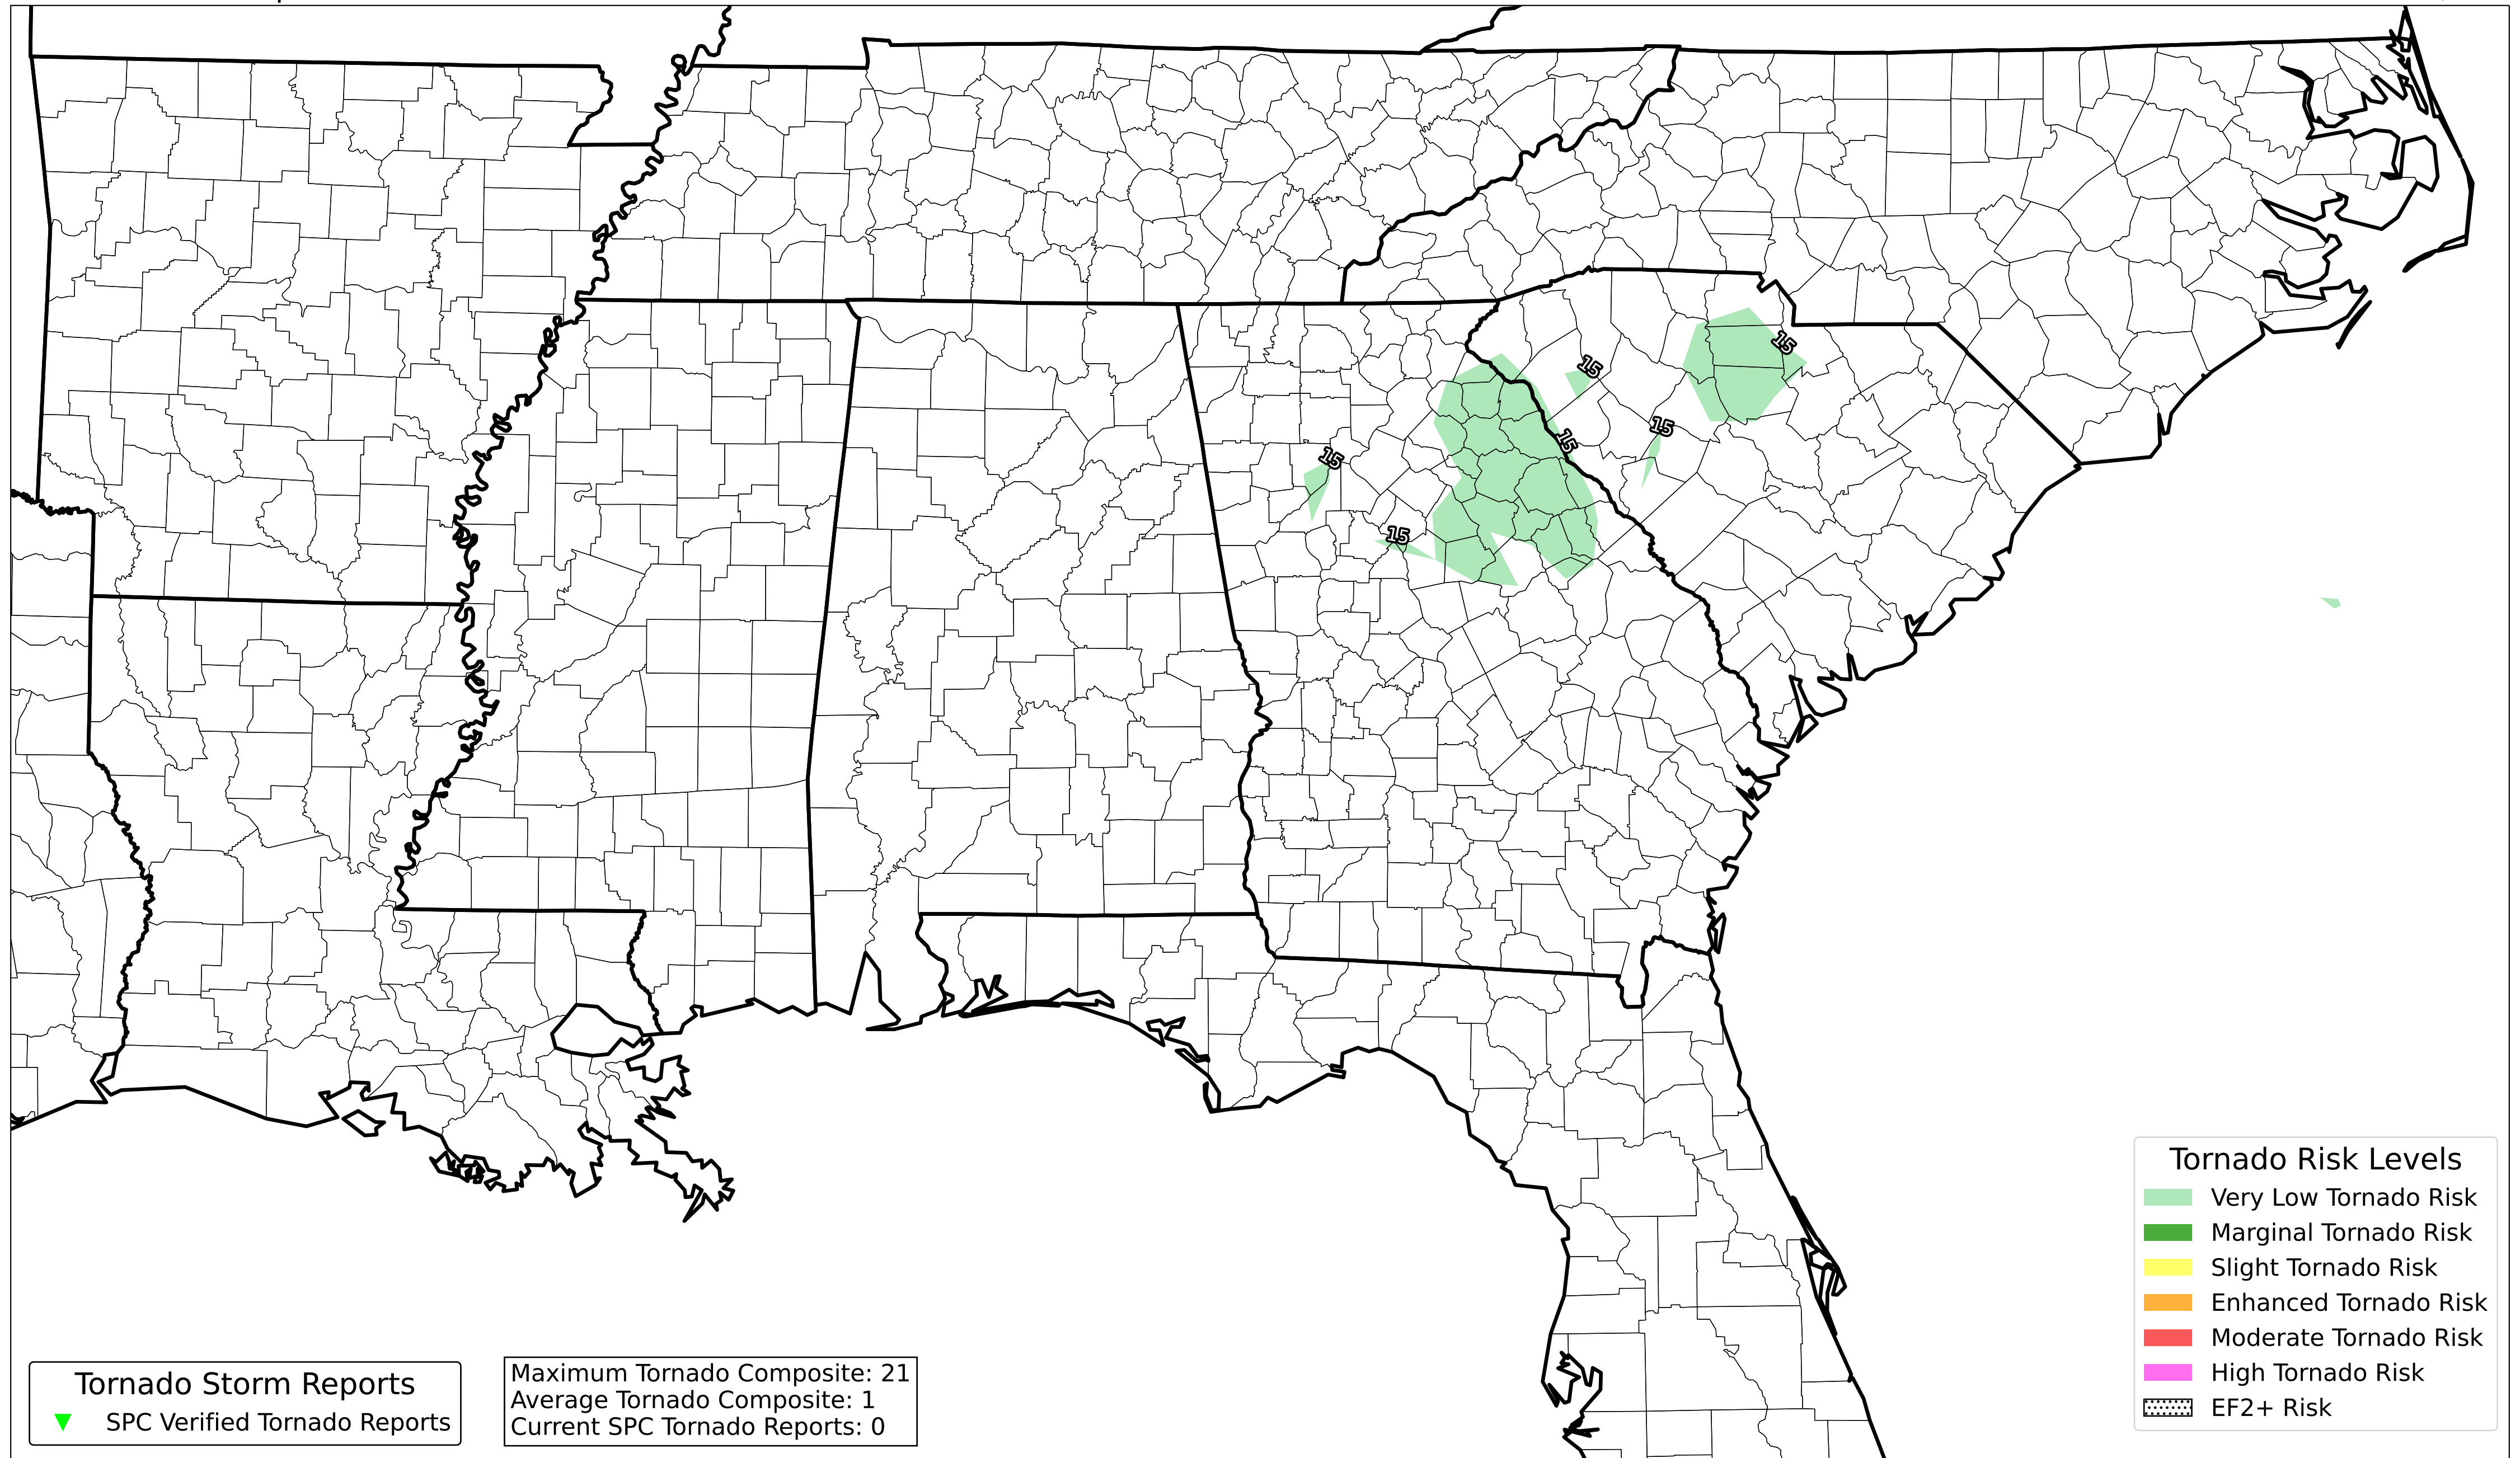 15
15
15
15
15
15
Tornado Risk Levels
Very Low Tornado Risk
Marginal Tornado Risk
Slight Tornado Risk
Enhanced Tornado Risk
Moderate Tornado Risk
High Tornado Risk
EF2+ Risk
Tornado Storm Reports
SPC Verified Tornado Reports
Maximum Tornado Composite: 21
Average Tornado Composite: 1
Current SPC Tornado Reports: 0